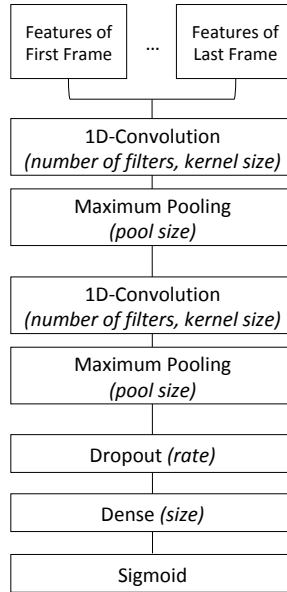 Features of
First Frame
...
Features of
Last Frame
1D-Convolution
(number of filters, kernel size)
Maximum Pooling
(pool size)
1D-Convolution
(number of filters, kernel size)
Maximum Pooling
(pool size)
Dropout (rate)
Dense (size)
Sigmoid